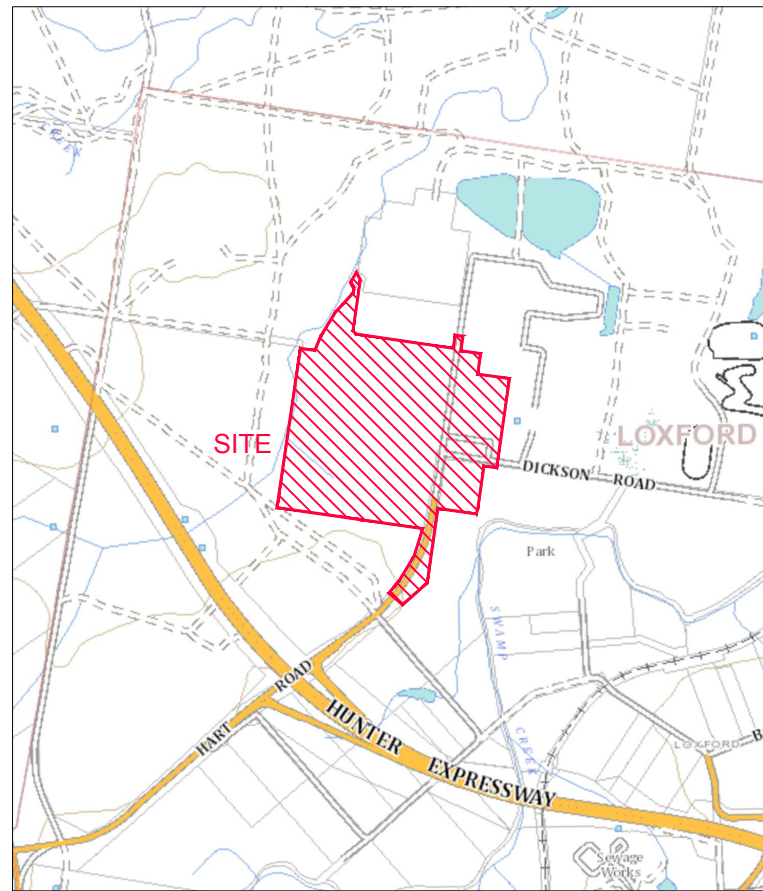 CREEK
SITE
LOXFORD
DICKSON ROAD
Park
SWAMP
CREEK
HART ROAD
HUNTER EXPRESSWAY
LOXFORD
B
Sewage
Works